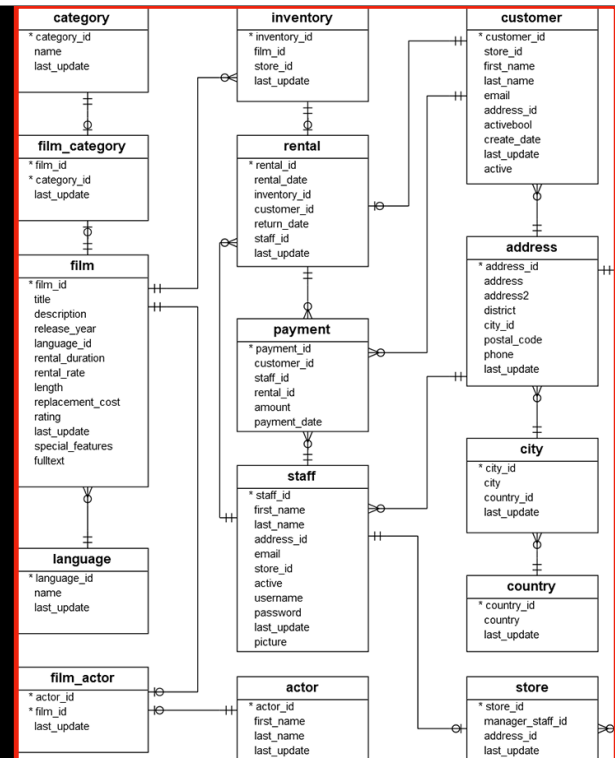 category
* category_id
name
last_update
film_category
* film_id
* category_id
last_update
film
* film_id
title
description
release_year
language_id
rental_duration
rental_rate
length
replacement_cost
rating
last_update
special_features
fulltext
language
* language_id
name
last_update
film_actor
* actor_id
* film_id
last_update
inventory
* inventory_id
film_id
store_id
last_update
rental
* rental_id
rental_date
inventory_id
customer_id
return_date
staff_id
last_update
payment
* payment_id
customer_id
staff_id
rental_id
amount
payment_date
staff
* staff_id
first_name
last_name
address_id
email
store_id
active
username
password
last_update
picture
actor
* actor_id
first_name
last_name
last_update
customer
* customer_id
store_id
first_name
last_name
email
address_id
activebool
create_date
last_update
active
address
* address_id
address
address2
district
city_id
postal_code
phone
last_update
city
* city_id
city
country_id
last_update
country
* country_id
country
last_update
store
* store_id
manager_staff_id
address_id
last_update